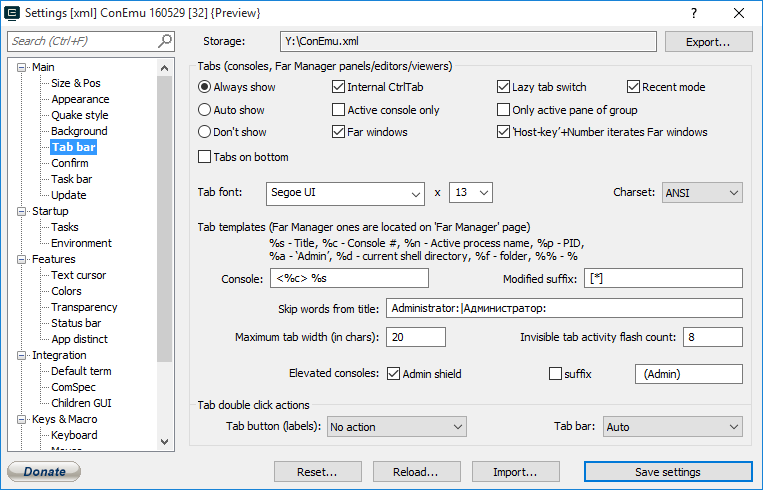 Settings [xml] ConEmu 160529 [32] {Preview}
?
Search (Ctrl+F)
Storage:
Y:\ConEmu.xml
Export...
Main
Size & Pos
Appearance
Quake style
Background
Tab bar
Confirm
Task bar
Update
Startup
Tasks
Environment
Features
Text cursor
Colors
Transparency
Status bar
App distinct
Integration
Default term
ComSpec
Children GUI
Keys & Macro
Keyboard
Tabs (consoles, Far Manager panels/editors/viewers)
Always show
Internal CtrlTab
Lazy tab switch
Recent mode
Auto show
Active console only
Only active pane of group
Don't show
Far windows
'Host-key'+Number iterates Far windows
Tabs on bottom
Tab font:
Segoe UI
x
13
Charset:
ANSI
Tab templates (Far Manager ones are located on 'Far Manager' page)
%s - Title, %c - Console #, %n - Active process name, %p - PID,
%a - 'Admin', %d - current shell directory, %f - folder, %% - %
Console:
<%c> %s
Modified suffix:
[*]
Skip words from title:
Administrator:|Администратор:
Maximum tab width (in chars):
20
Invisible tab activity flash count:
8
Elevated consoles:
Admin shield
suffix
(Admin)
Tab double click actions
Tab button (labels):
No action
Tab bar:
Auto
Donate
Reset...
Reload...
Import...
Save settings